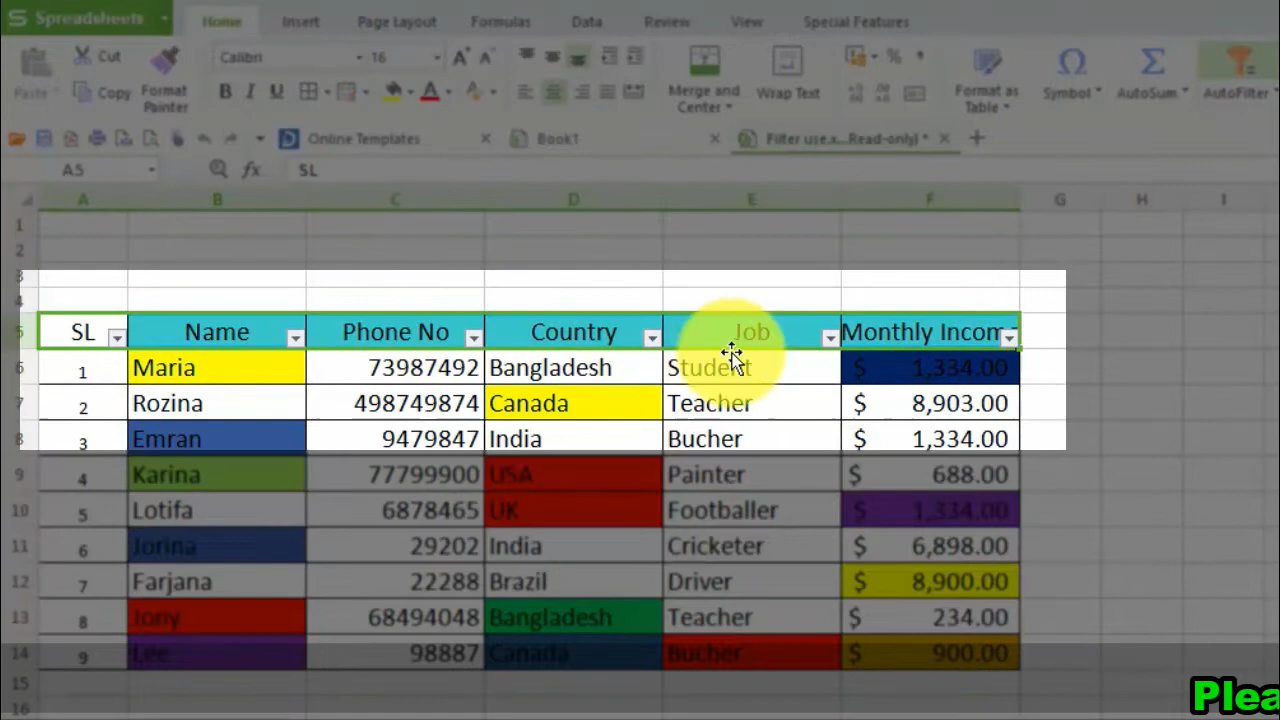 Spreadsheets Home Insert Page Layout Formulas Data Review View Special Features
Cut Calibri 16 A+ A-
Paste Copy Format Painter B I U Merge and Center Wrap Text Format as Table Symbol AutoSum AutoFilter
Online Templates Book1 Filter use.x...Read-only) *
A5 fx SL
A B C D E F G H I
1
2
3
4
5 SL Name Phone No Country Job Monthly Incom
6 1 Maria 73987492 Bangladesh Student $ 1,334.00
7 2 Rozina 498749874 Canada Teacher $ 8,903.00
8 3 Emran 9479847 India Bucher $ 1,334.00
9 4 Karina 77799900 USA Painter $ 688.00
10 5 Lotifa 6878465 UK Footballer $ 1,334.00
11 6 Jorina 29202 India Cricketer $ 6,898.00
12 7 Farjana 22288 Brazil Driver $ 8,900.00
13 8 Jony 68494048 Bangladesh Teacher $ 234.00
14 9 Lee 98887 Canada Bucher $ 900.00
15
16
Plea